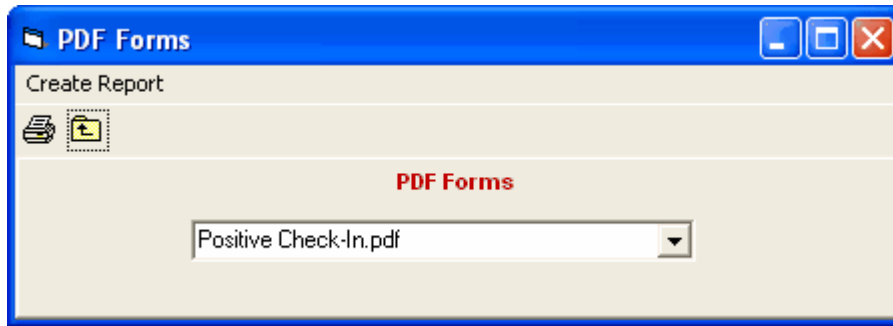 PDF Forms
Create Report
PDF Forms
Positive Check-In.pdf